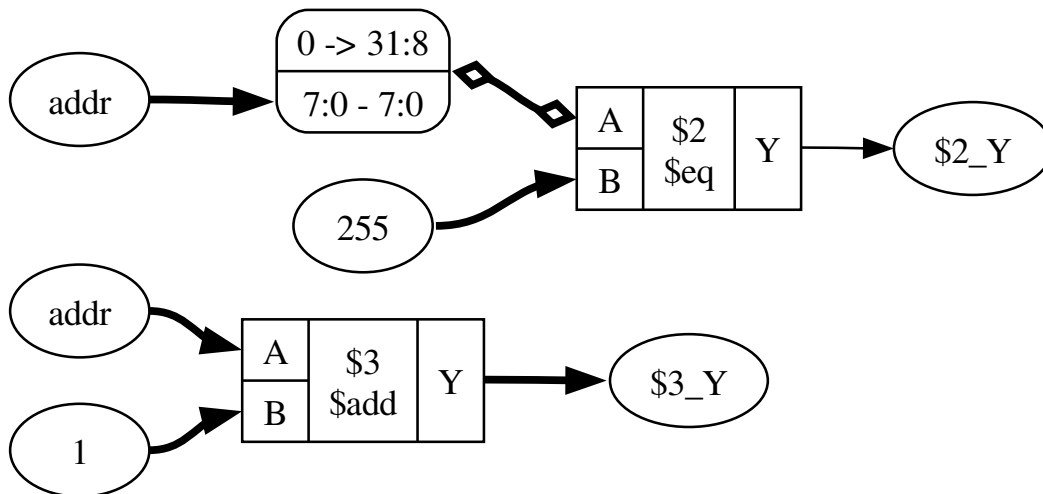 addr
0 -> 31:8
7:0 - 7:0
A
B
$2
$eq
Y
$2_Y
255
addr
1
A
B
$3
$add
Y
$3_Y